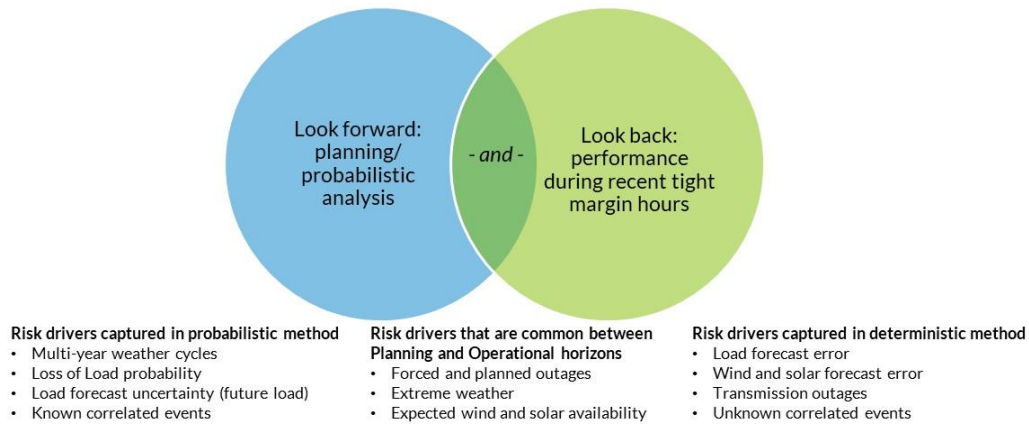 Look forward:
planning/
probabilistic
analysis
- and -
Look back:
performance
during recent tight
margin hours
Risk drivers captured in probabilistic method
• Multi-year weather cycles
• Loss of Load probability
• Load forecast uncertainty (future load)
• Known correlated events
Risk drivers that are common between
Planning and Operational horizons
• Forced and planned outages
• Extreme weather
• Expected wind and solar availability
Risk drivers captured in deterministic method
• Load forecast error
• Wind and solar forecast error
• Transmission outages
• Unknown correlated events